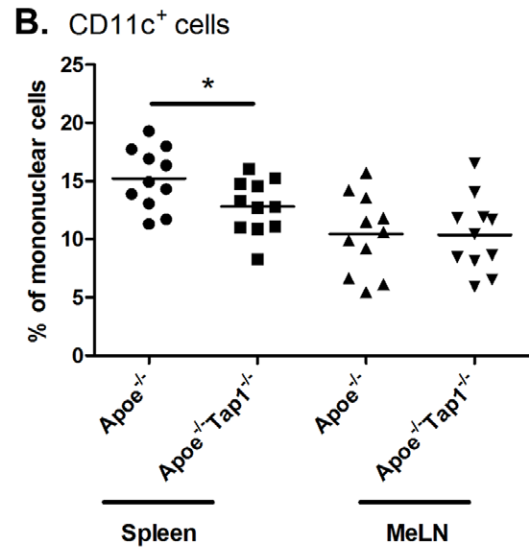 B. CD11c⁺ cells
% of mononuclear cells
25
20
15
10
5
0
*
Apoe⁻/⁻
Apoe⁻/⁻Tap1⁻/⁻
Apoe⁻/⁻
Apoe⁻/⁻Tap1⁻/⁻
Spleen
MeLN